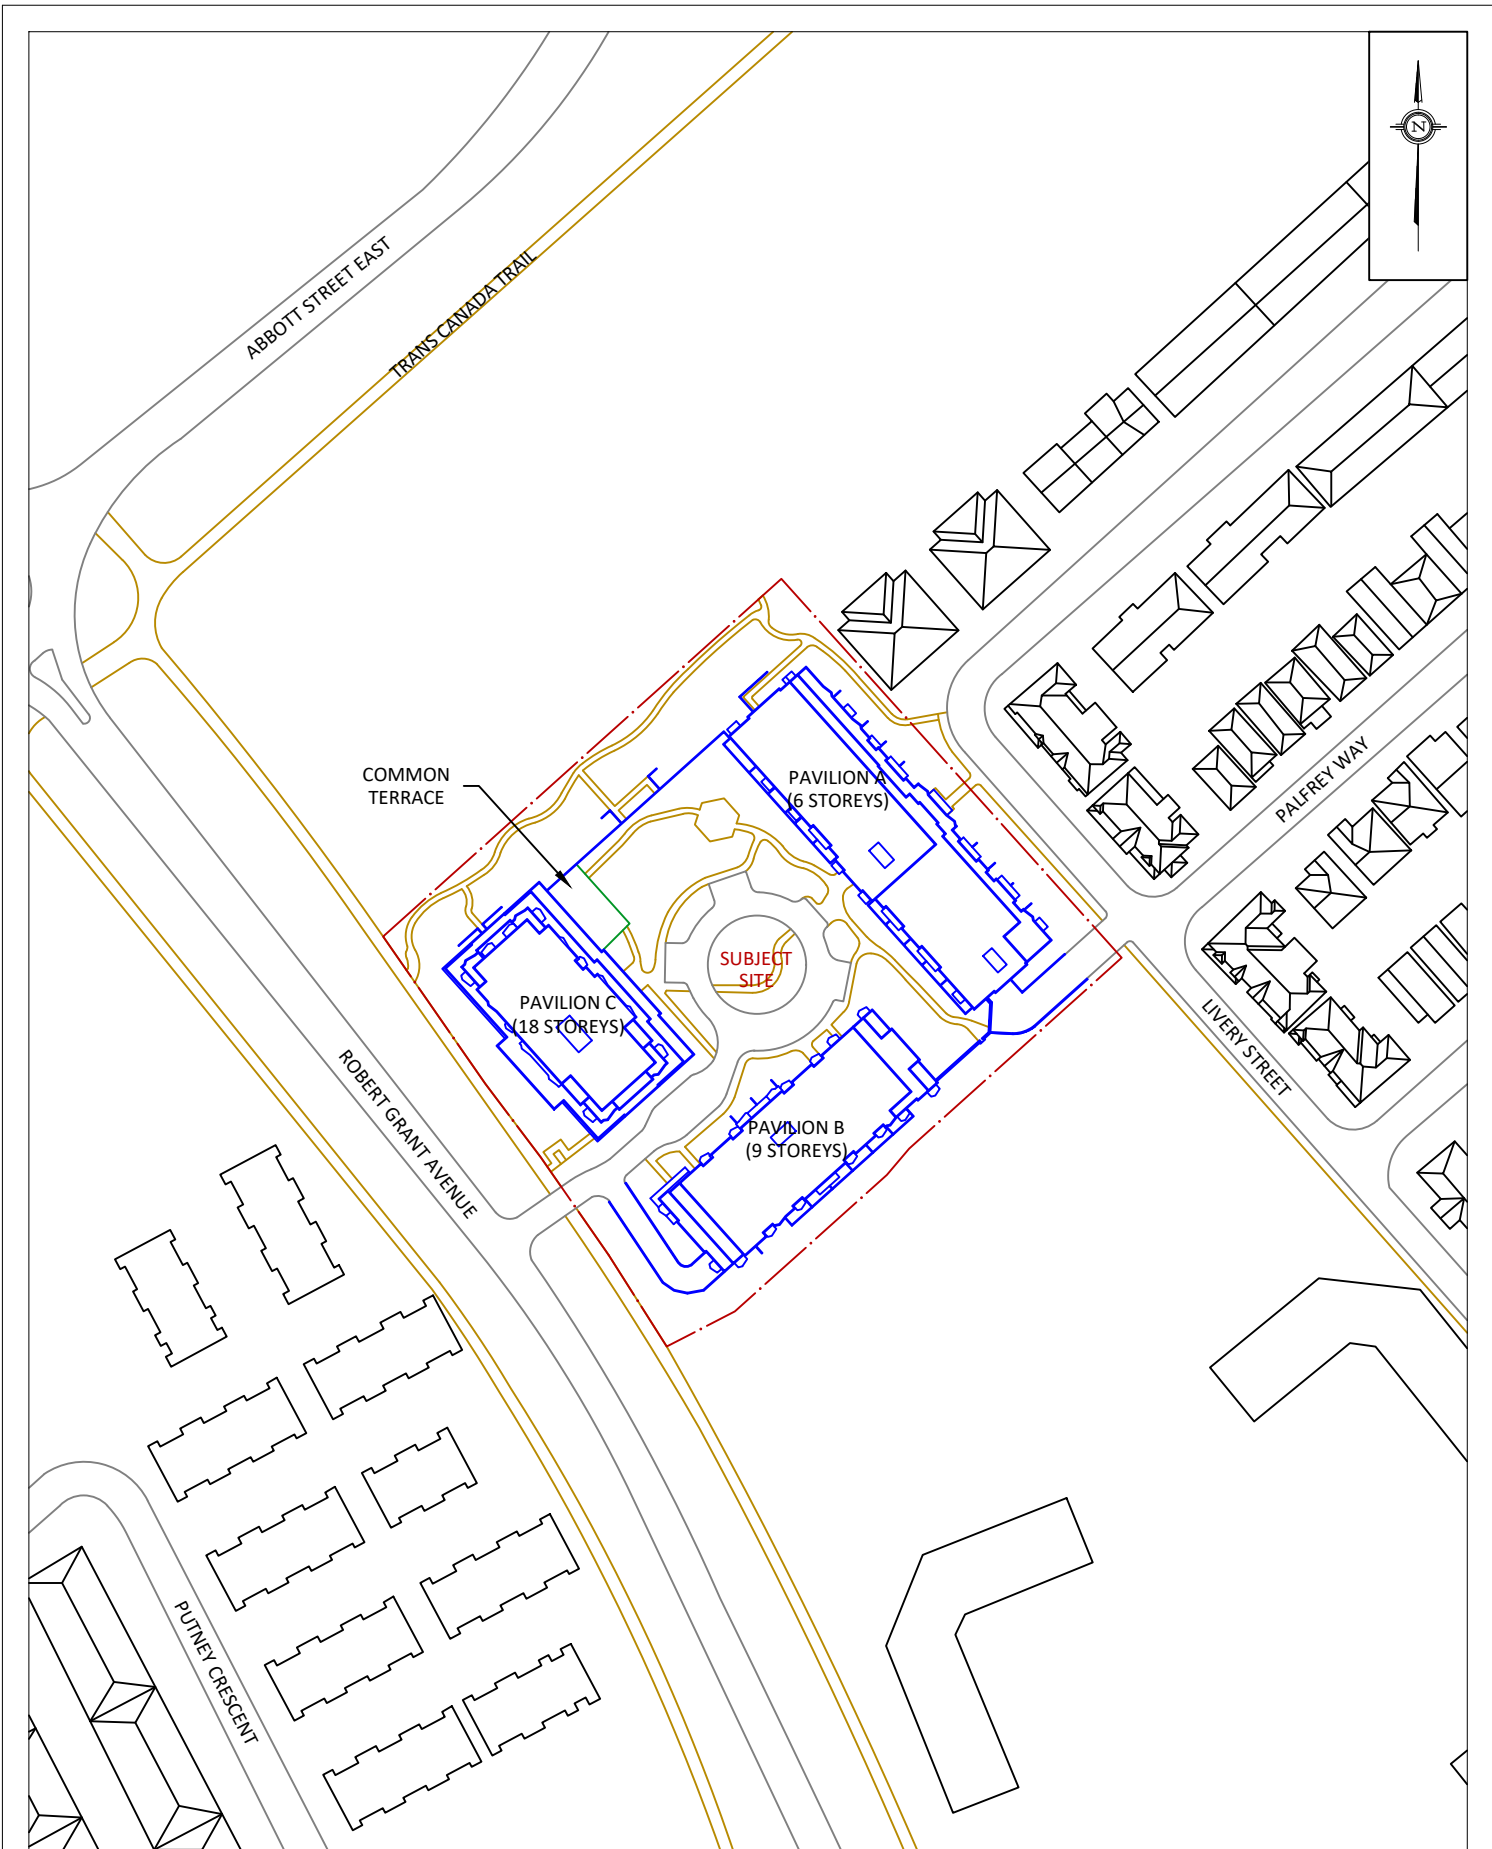 N
ABBOTT STREET EAST
TRANS CANADA TRAIL
COMMON
TERRACE
PAVILION A
(6 STOREYS)
PALFREY WAY
SUBJECT
SITE
PAVILION C
(18 STOREYS)
LIVERY STREET
ROBERT GRANT AVENUE
PAVILION B
(9 STOREYS)
PUTNEY CRESCENT